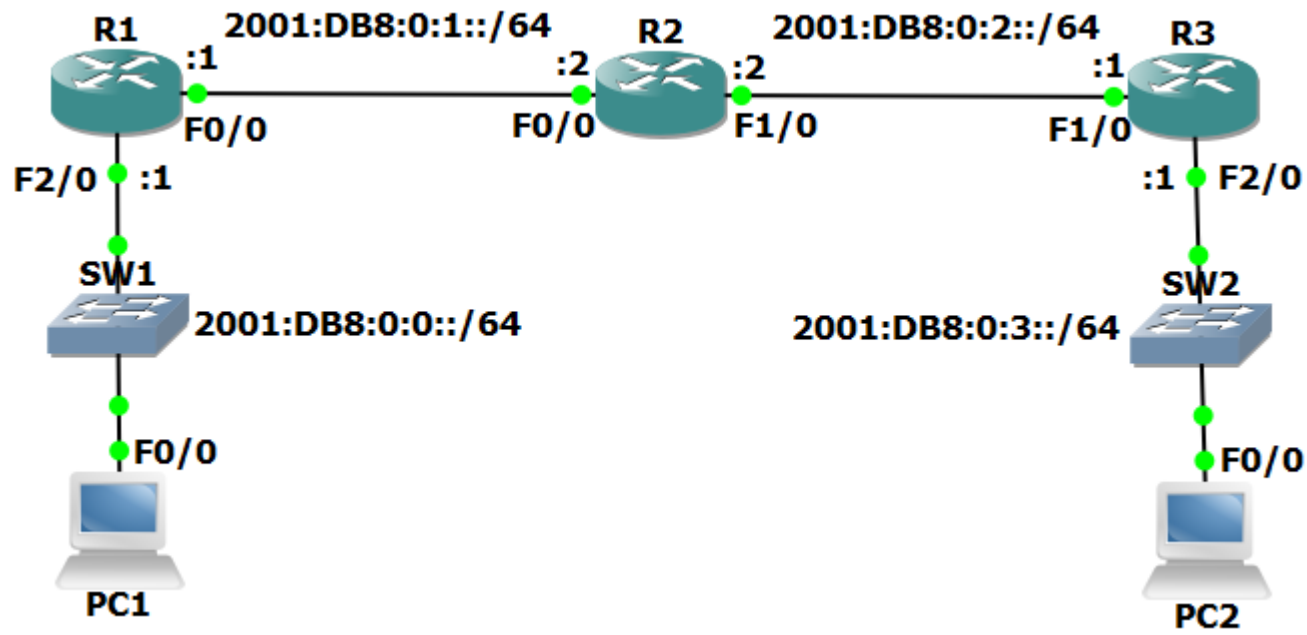 R1
2001:DB8:0:1::/64
R2
2001:DB8:0:2::/64
R3
:1
:2
:2
:1
F0/0
F0/0
F1/0
F1/0
F2/0
:1
:1
F2/0
SW1
SW2
2001:DB8:0:0::/64
2001:DB8:0:3::/64
F0/0
F0/0
PC1
PC2